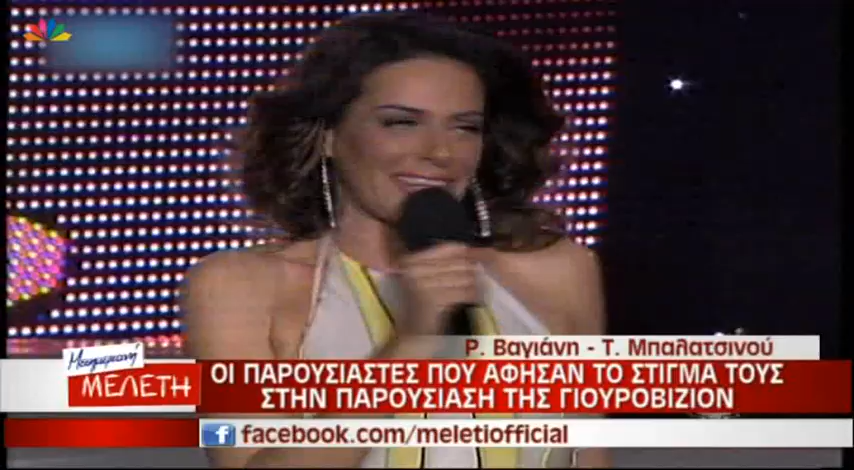 Ρ. Βαγιάνη - Τ. Μπαλατσινού
Μεσημεριανή
ΜΕΛΕΤΗ
ΟΙ ΠΑΡΟΥΣΙΑΣΤΕΣ ΠΟΥ ΑΦΗΣΑΝ ΤΟ ΣΤΙΓΜΑ ΤΟΥΣ
ΣΤΗΝ ΠΑΡΟΥΣΙΑΣΗ ΤΗΣ ΓΙΟΥΡΟΒΙΖΙΟΝ
f facebook.com/meletiofficial